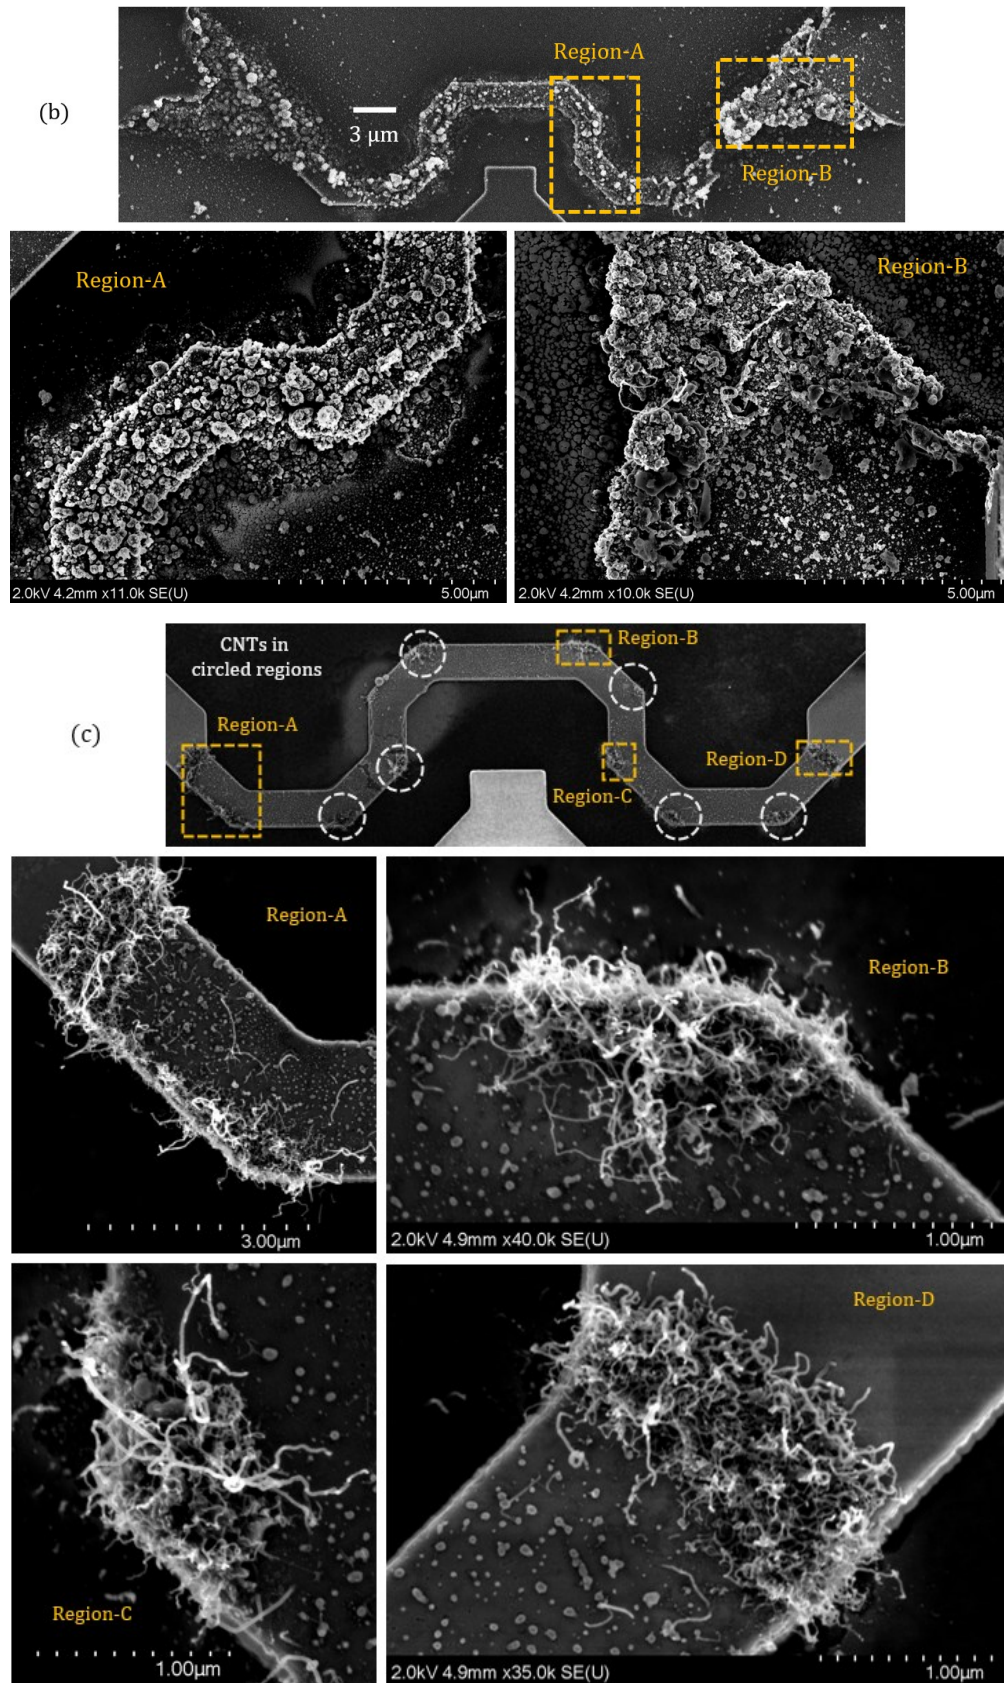 (b)
Region-A
3 μm
Region-B
Region-A
Region-B
2.0kV 4.2mm x11.0k SE(U)
5.00μm
2.0kV 4.2mm x10.0k SE(U)
5.00μm
(c)
CNTs in
circled regions
Region-B
Region-A
Region-D
Region-C
Region-A
Region-B
3.00μm
2.0kV 4.9mm x40.0k SE(U)
1.00μm
Region-D
Region-C
1.00μm
2.0kV 4.9mm x35.0k SE(U)
1.00μm